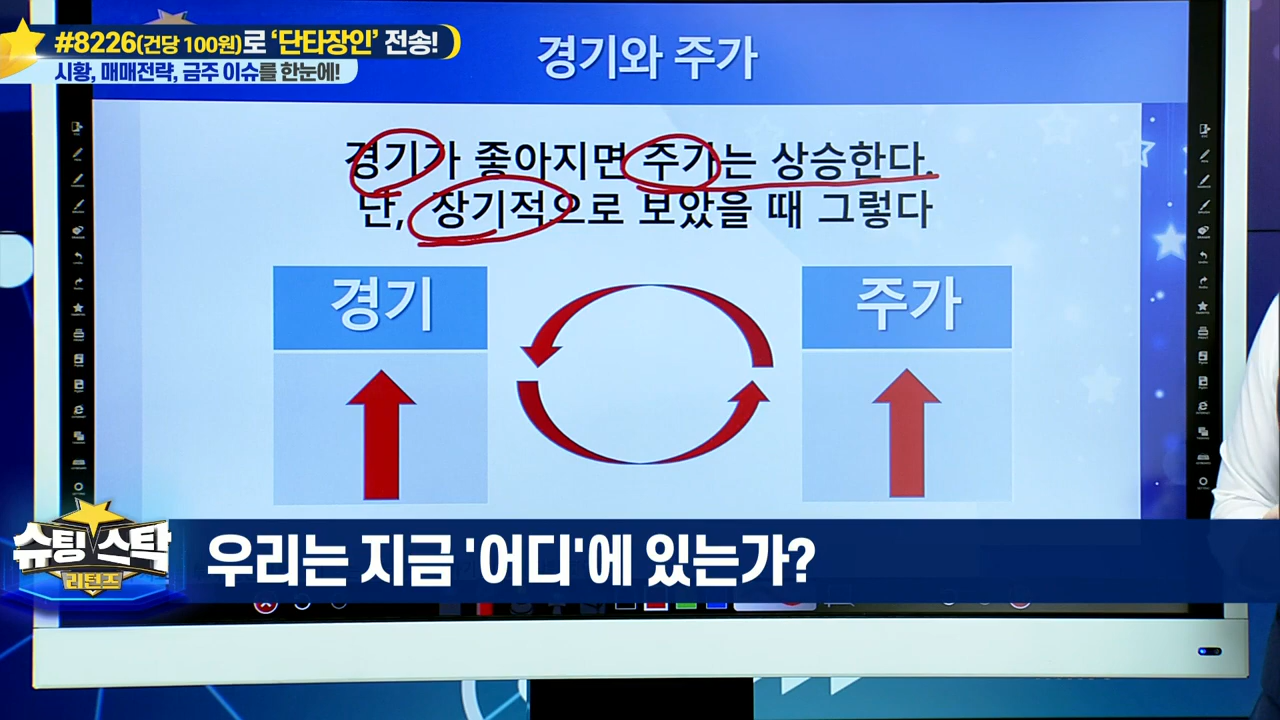 #8226(건당 100원)로 '단타장인' 전송!
시황, 매매전략, 금주 이슈를 한눈에!
경기와 주가
경기가 좋아지면 주가는 상승한다.
단, 장기적으로 보았을 때 그렇다
경기
주가
슈팅스탁
리턴즈
우리는 지금 '어디'에 있는가?